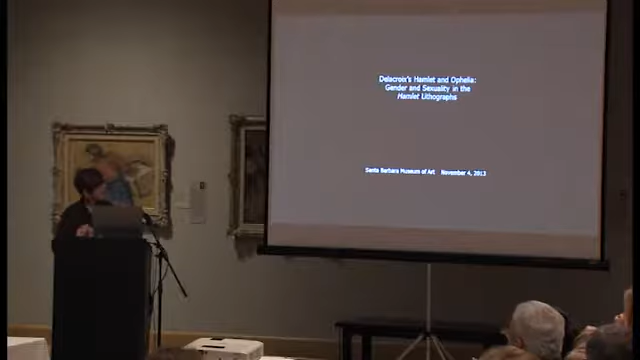 Delacroix's Hamlet and Ophelia:
Gender and Sexuality in the
Hamlet Lithographs
Santa Barbara Museum of Art November 4, 2013